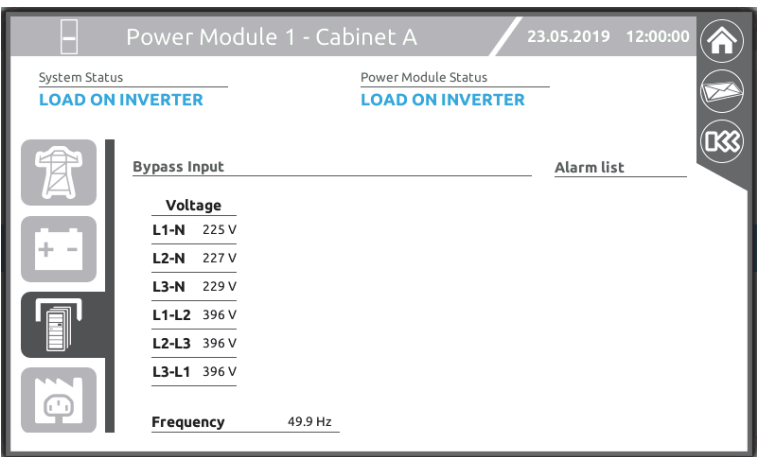 Power Module 1 - Cabinet A 23.05.2019 12:00:00
System Status Power Module Status
LOAD ON INVERTER LOAD ON INVERTER
Bypass Input Alarm list
Voltage
L1-N 225 V
L2-N 227 V
L3-N 229 V
L1-L2 396 V
L2-L3 396 V
L3-L1 396 V
Frequency 49.9 Hz